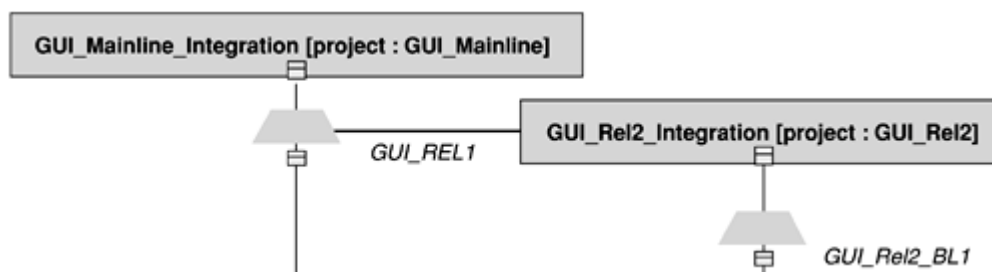 GUI_Mainline_Integration [project : GUI_Mainline]
GUI_Rel2_Integration [project : GUI_Rel2]
GUI_REL1
GUI_Rel2_BL1